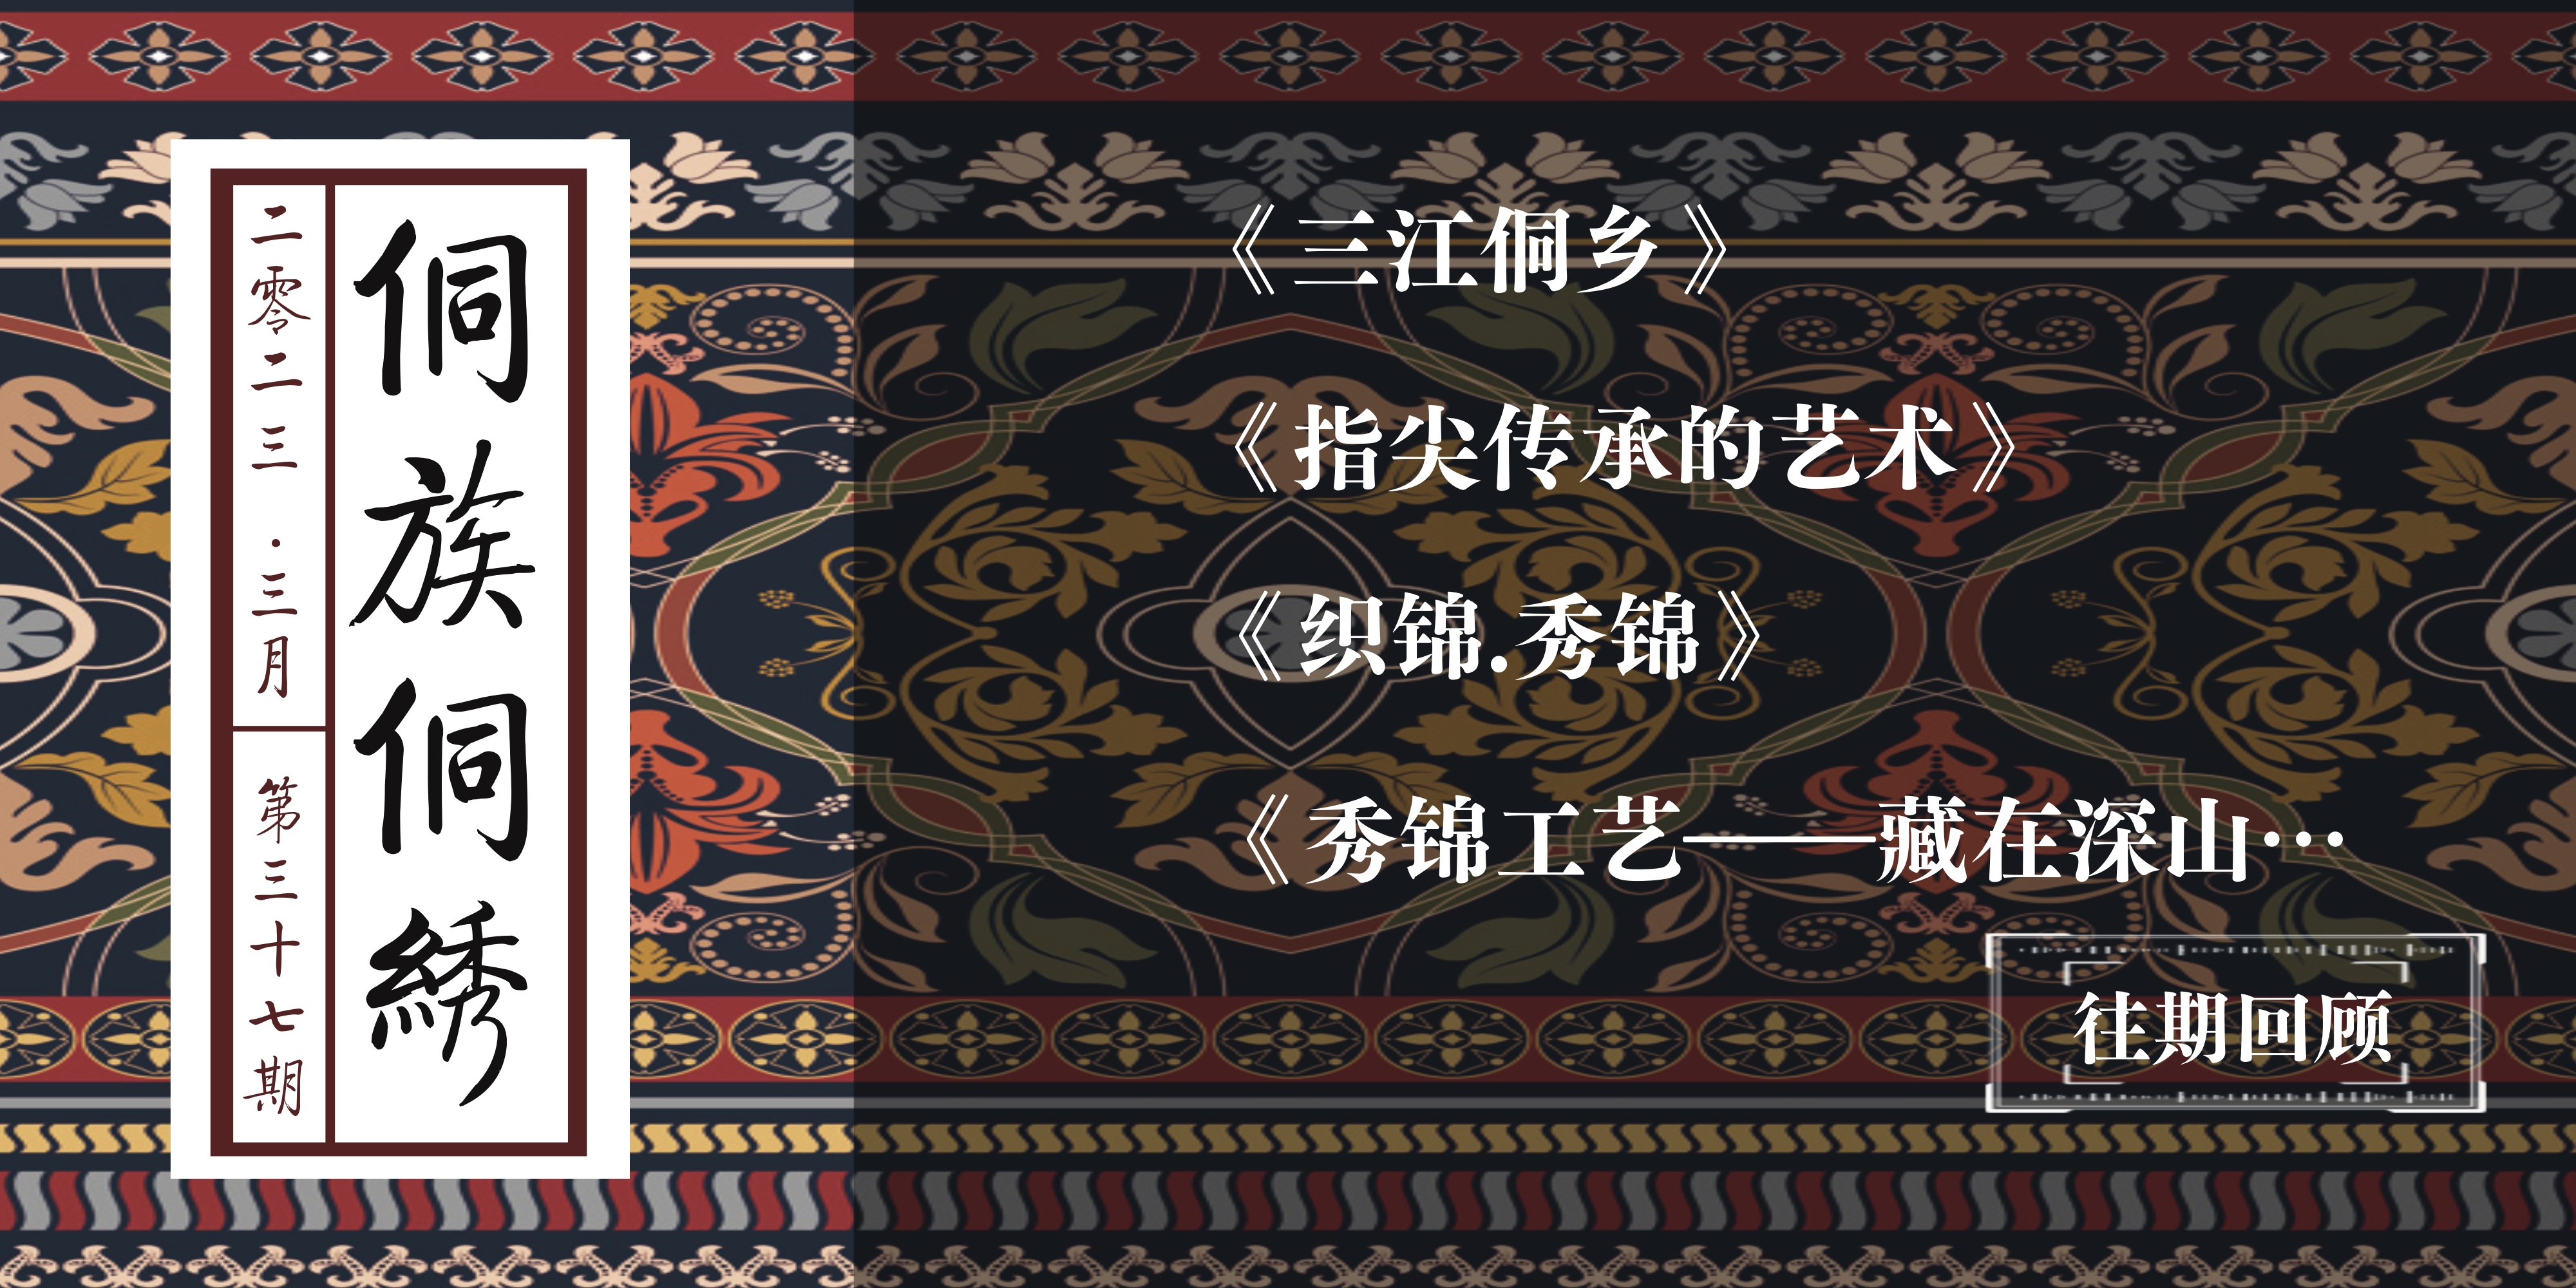 侗族侗綉
二零二三·三月
第三十七期
《三江侗乡》
《指尖传承的艺术》
《织锦.秀锦》
《秀锦工艺——藏在深山…
往期回顾